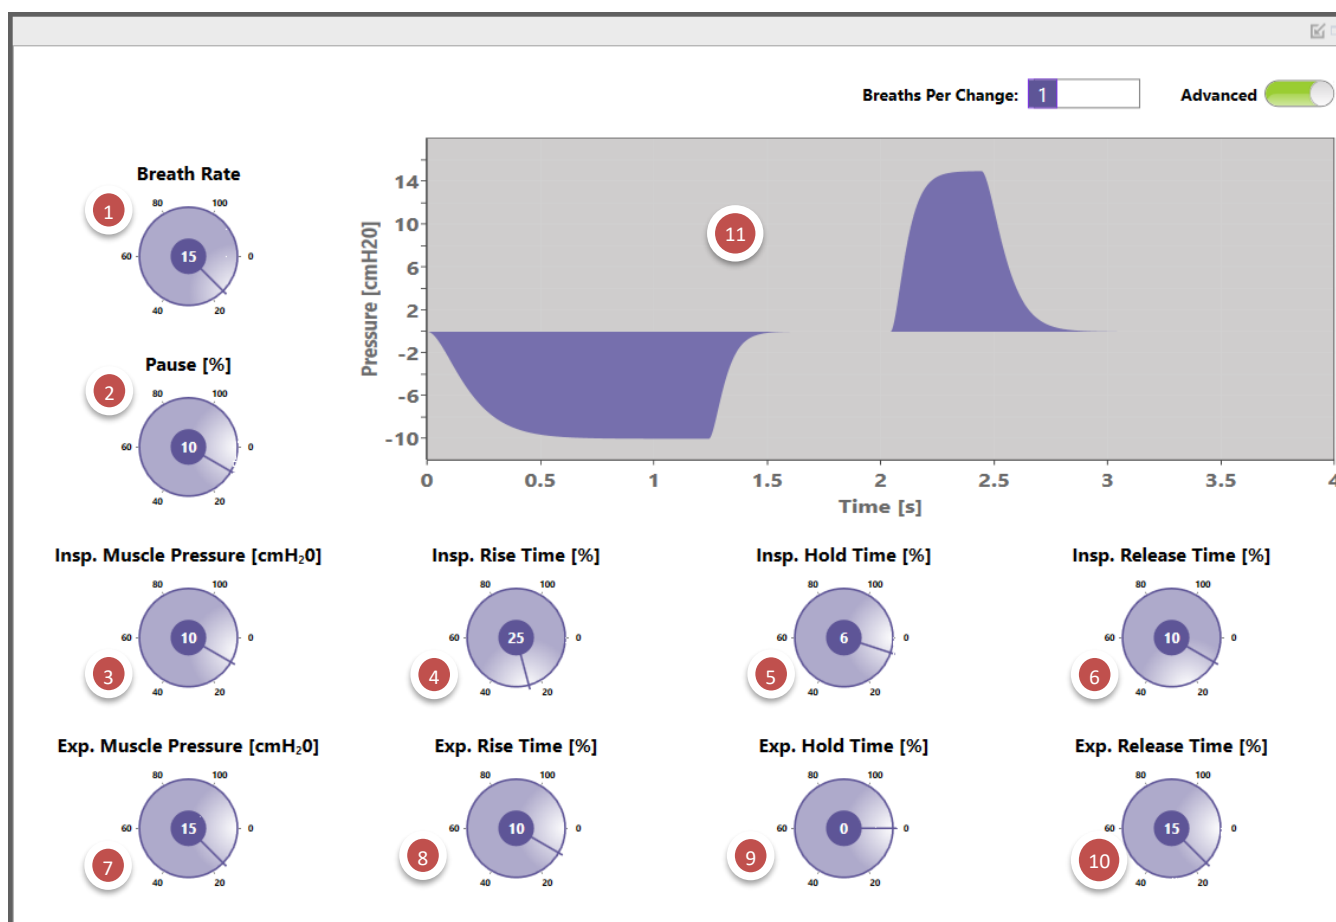 Breaths Per Change: 1
Advanced
Breath Rate
1
80 100
60 15 0
40 20
Pause [%]
2
80 100
60 10 0
40 20
Pressure [cmH20]
14
10
6
2
-2
-6
-10
11
0 0.5 1 1.5 2 2.5 3 3.5 4
Time [s]
Insp. Muscle Pressure [cmH₂0]
80 100
60 10 0
3
40 20
Insp. Rise Time [%]
80 100
60 25 0
4
40 20
Insp. Hold Time [%]
80 100
60 6 0
5
40 20
Insp. Release Time [%]
80 100
60 10 0
6
40 20
Exp. Muscle Pressure [cmH₂0]
80 100
60 15 0
7
40 20
Exp. Rise Time [%]
80 100
60 10 0
8
40 20
Exp. Hold Time [%]
80 100
60 0 0
9
40 20
Exp. Release Time [%]
80 100
60 15 0
10
40 20